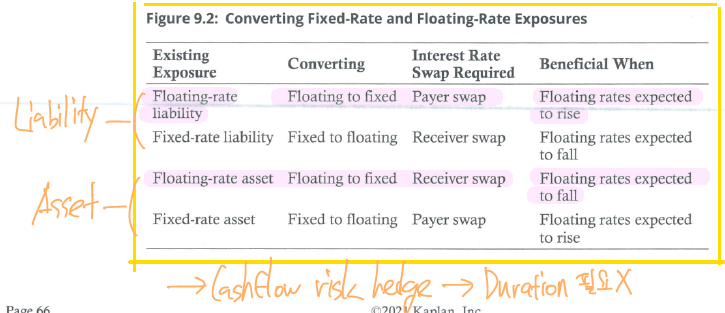 Figure 9.2: Converting Fixed-Rate and Floating-Rate Exposures
Existing Exposure Converting Interest Rate Swap Required Beneficial When
Floating-rate liability Floating to fixed Payer swap Floating rates expected to rise
Fixed-rate liability Fixed to floating Receiver swap Floating rates expected to fall
Floating-rate asset Floating to fixed Receiver swap Floating rates expected to fall
Fixed-rate asset Fixed to floating Payer swap Floating rates expected to rise
Liability
Asset
→ Cashflow risk hedge → Duration 필요X
Page 66 Kaplan, Inc.